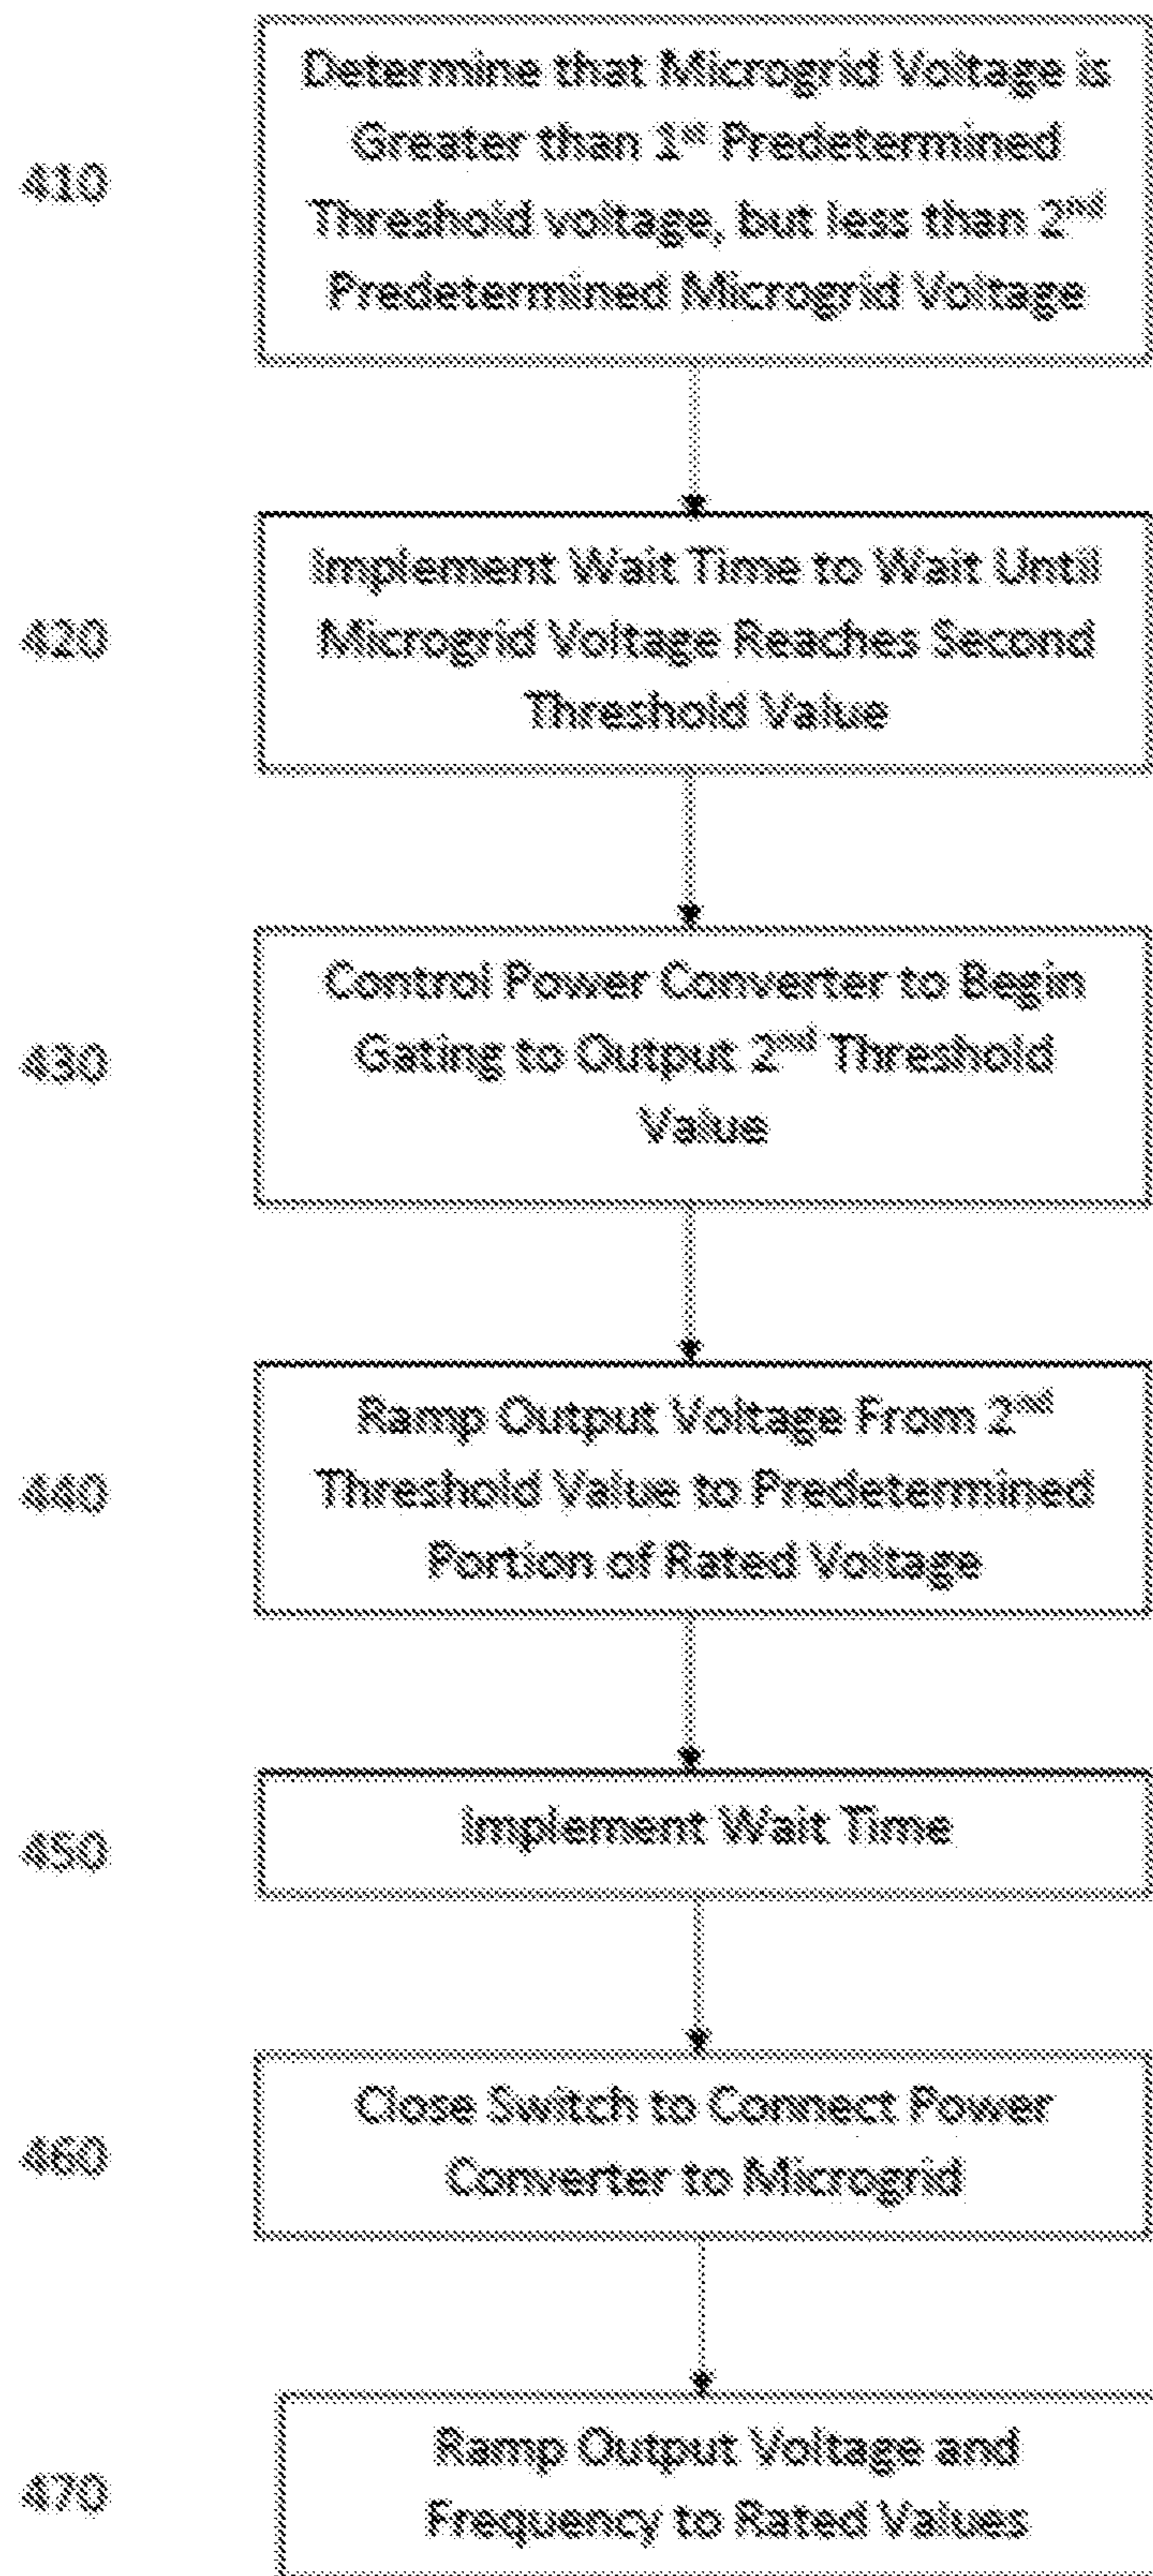 410
Determine that Microgrid Voltage is
Greater than 1st Predetermined
Threshold voltage, but less than 2nd
Predetermined Microgrid Voltage
420
Implement Wait Time to Wait Until
Microgrid Voltage Reaches Second
Threshold Value
430
Control Power Converter to Begin
Gating to Output 2nd Threshold
Value
440
Ramp Output Voltage From 2nd
Threshold Value to Predetermined
Portion of Rated Voltage
450
Implement Wait Time
460
Close Switch to Connect Power
Converter to Microgrid
470
Ramp Output Voltage and
Frequency to Rated Values